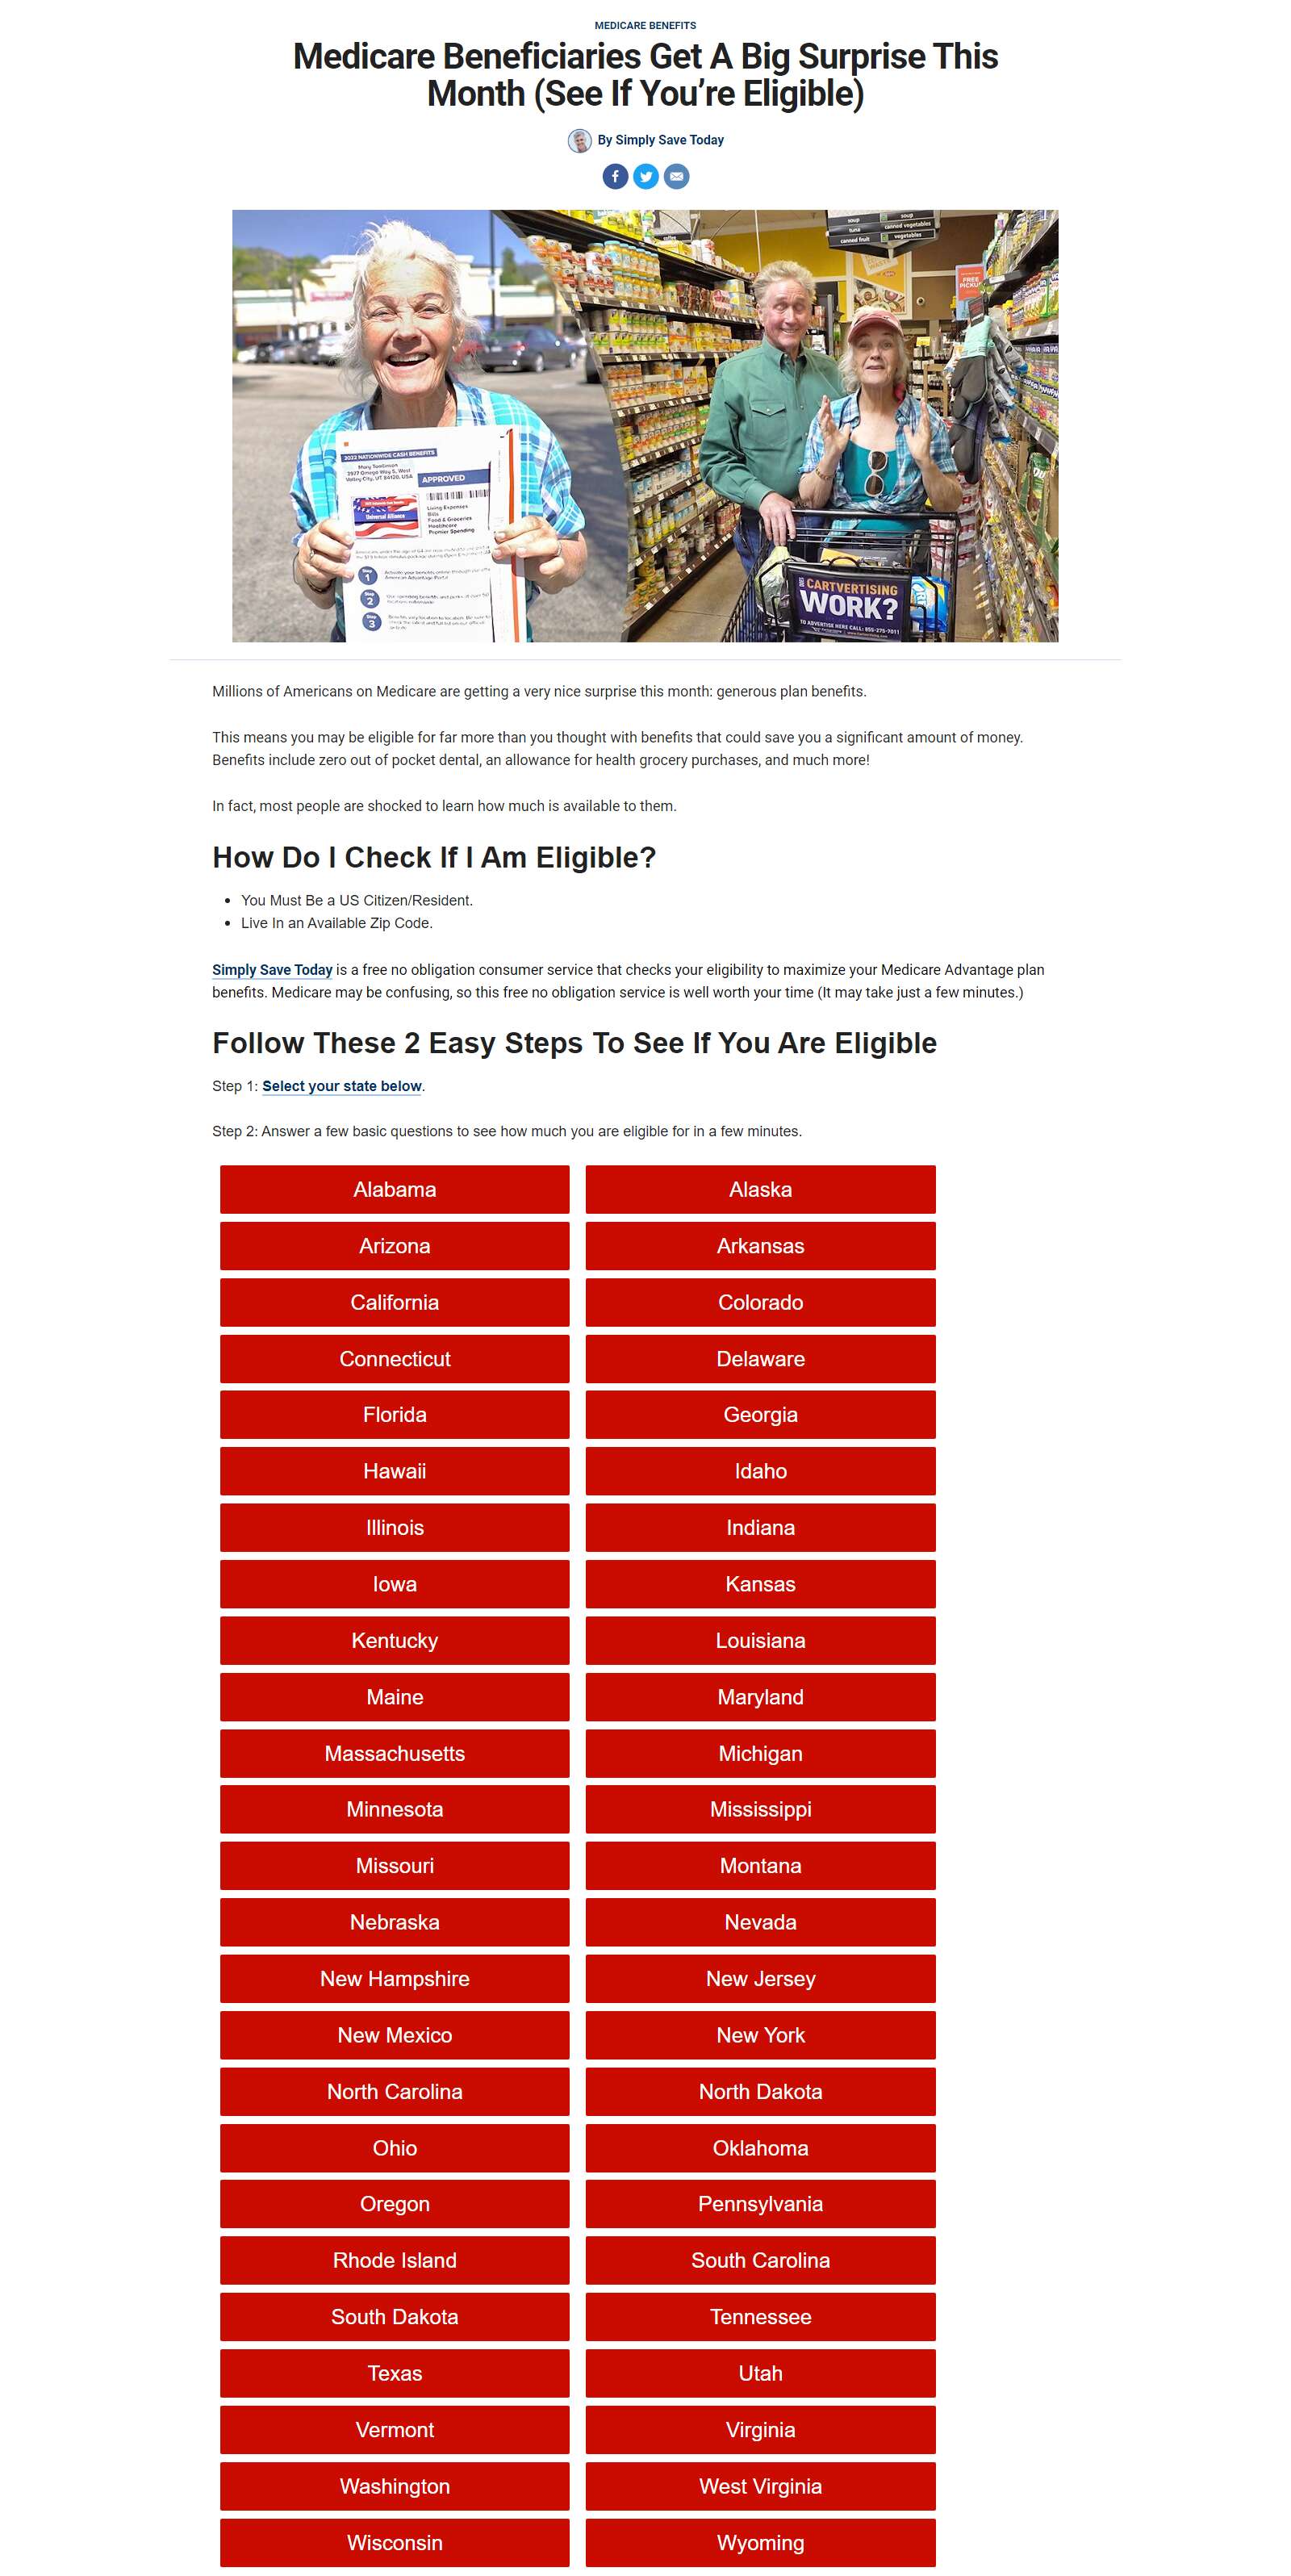 MEDICARE BENEFITS
Medicare Beneficiaries Get A Big Surprise This
Month (See If You’re Eligible)
By Simply Save Today
soup
tuna
canned fruit
soup
canned vegetables
vegetables
FREE
PICKUP
2022 NATIONWIDE CASH BENEFITS
Mary Tomlinson
3977 Omega Way S, West
Valley City, UT 84120, USA
APPROVED
Universal Alliance
Living Expenses
Bills
Food & Groceries
Healthcare
Premier Spending
Step 1
American Advantage Portal
Step 2
Step 3
DOES
CARTVERTISING
WORK?
TO ADVERTISE HERE CALL: 855-275-7011
Millions of Americans on Medicare are getting a very nice surprise this month: generous plan benefits.
This means you may be eligible for far more than you thought with benefits that could save you a significant amount of money.
Benefits include zero out of pocket dental, an allowance for health grocery purchases, and much more!
In fact, most people are shocked to learn how much is available to them.
How Do I Check If I Am Eligible?
• You Must Be a US Citizen/Resident.
• Live In an Available Zip Code.
Simply Save Today is a free no obligation consumer service that checks your eligibility to maximize your Medicare Advantage plan
benefits. Medicare may be confusing, so this free no obligation service is well worth your time (It may take just a few minutes.)
Follow These 2 Easy Steps To See If You Are Eligible
Step 1: Select your state below.
Step 2: Answer a few basic questions to see how much you are eligible for in a few minutes.
Alabama
Alaska
Arizona
Arkansas
California
Colorado
Connecticut
Delaware
Florida
Georgia
Hawaii
Idaho
Illinois
Indiana
Iowa
Kansas
Kentucky
Louisiana
Maine
Maryland
Massachusetts
Michigan
Minnesota
Mississippi
Missouri
Montana
Nebraska
Nevada
New Hampshire
New Jersey
New Mexico
New York
North Carolina
North Dakota
Ohio
Oklahoma
Oregon
Pennsylvania
Rhode Island
South Carolina
South Dakota
Tennessee
Texas
Utah
Vermont
Virginia
Washington
West Virginia
Wisconsin
Wyoming